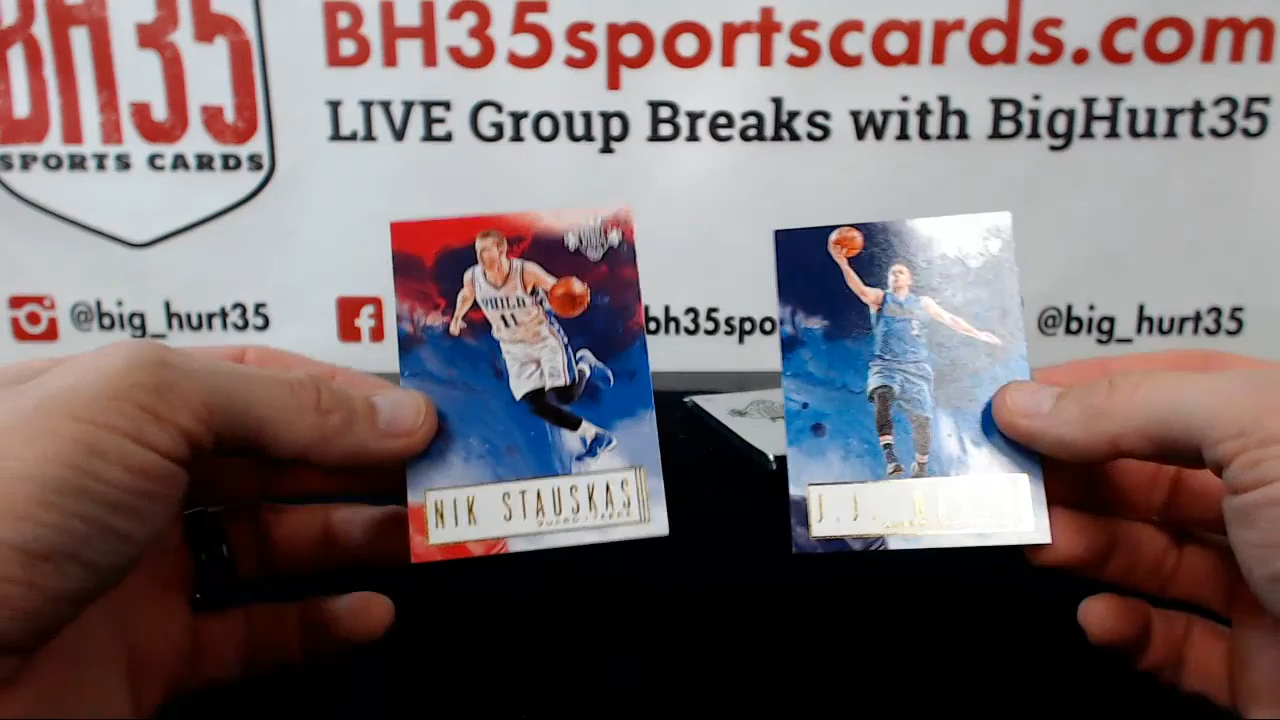 BH35
SPORTS CARDS
BH35sportscards.com
LIVE Group Breaks with BigHurt35
@big_hurt35
bh35spo
@big_hurt35
PHILA
11
NIK STAUSKAS
J.J.